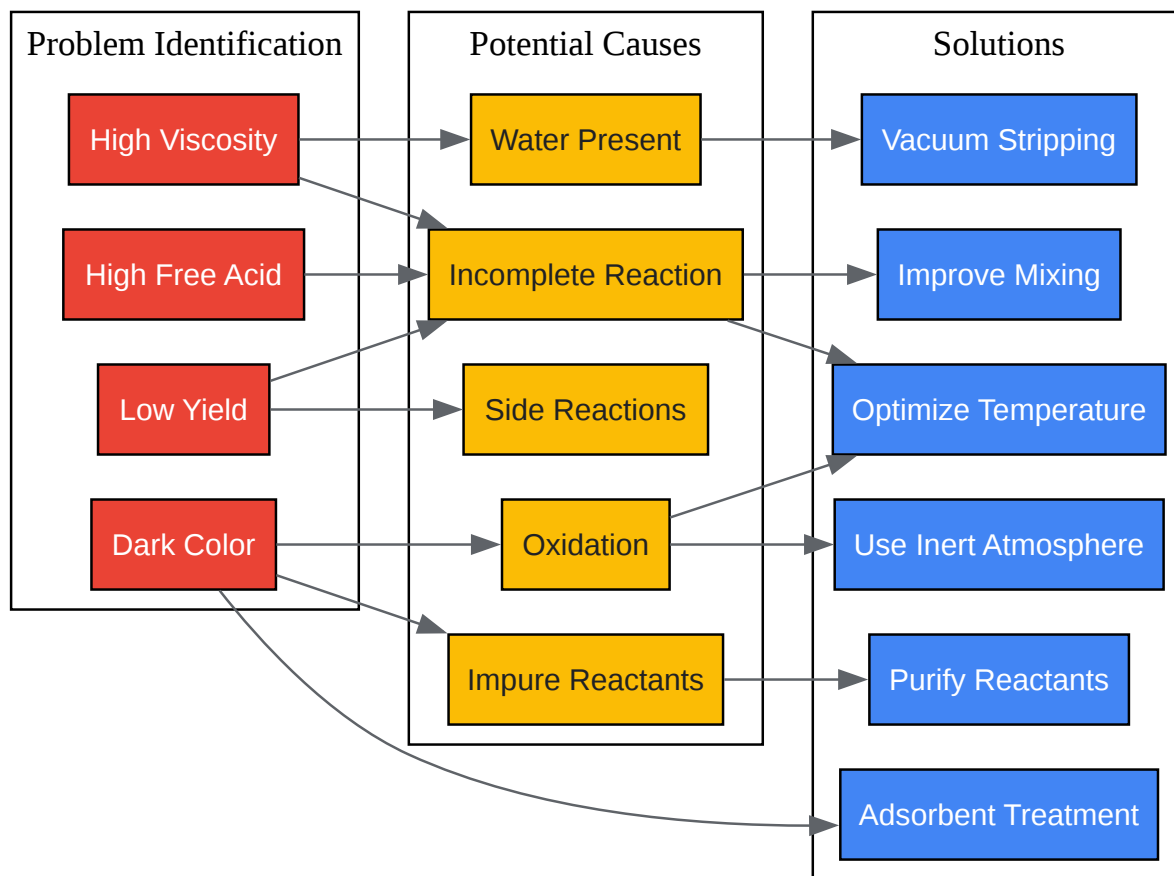 Problem Identification
High Viscosity
High Free Acid
Low Yield
Dark Color
Potential Causes
Water Present
Incomplete Reaction
Side Reactions
Oxidation
Impure Reactants
Solutions
Vacuum Stripping
Improve Mixing
Optimize Temperature
Use Inert Atmosphere
Purify Reactants
Adsorbent Treatment